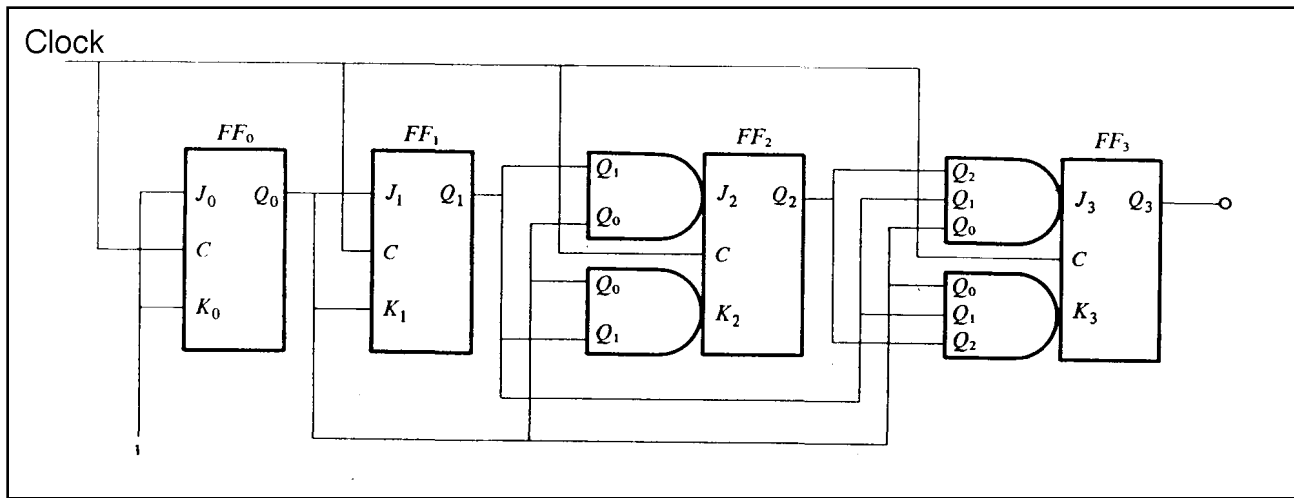 Clock
FF₀
FF₁
FF₂
FF₃
J₀ Q₀
C
K₀
J₁ Q₁
C
K₁
Q₁
Q₀
Q₀
Q₁
J₂ Q₂
C
K₂
Q₂
Q₁
Q₀
Q₀
Q₁
Q₂
J₃ Q₃
C
K₃
1